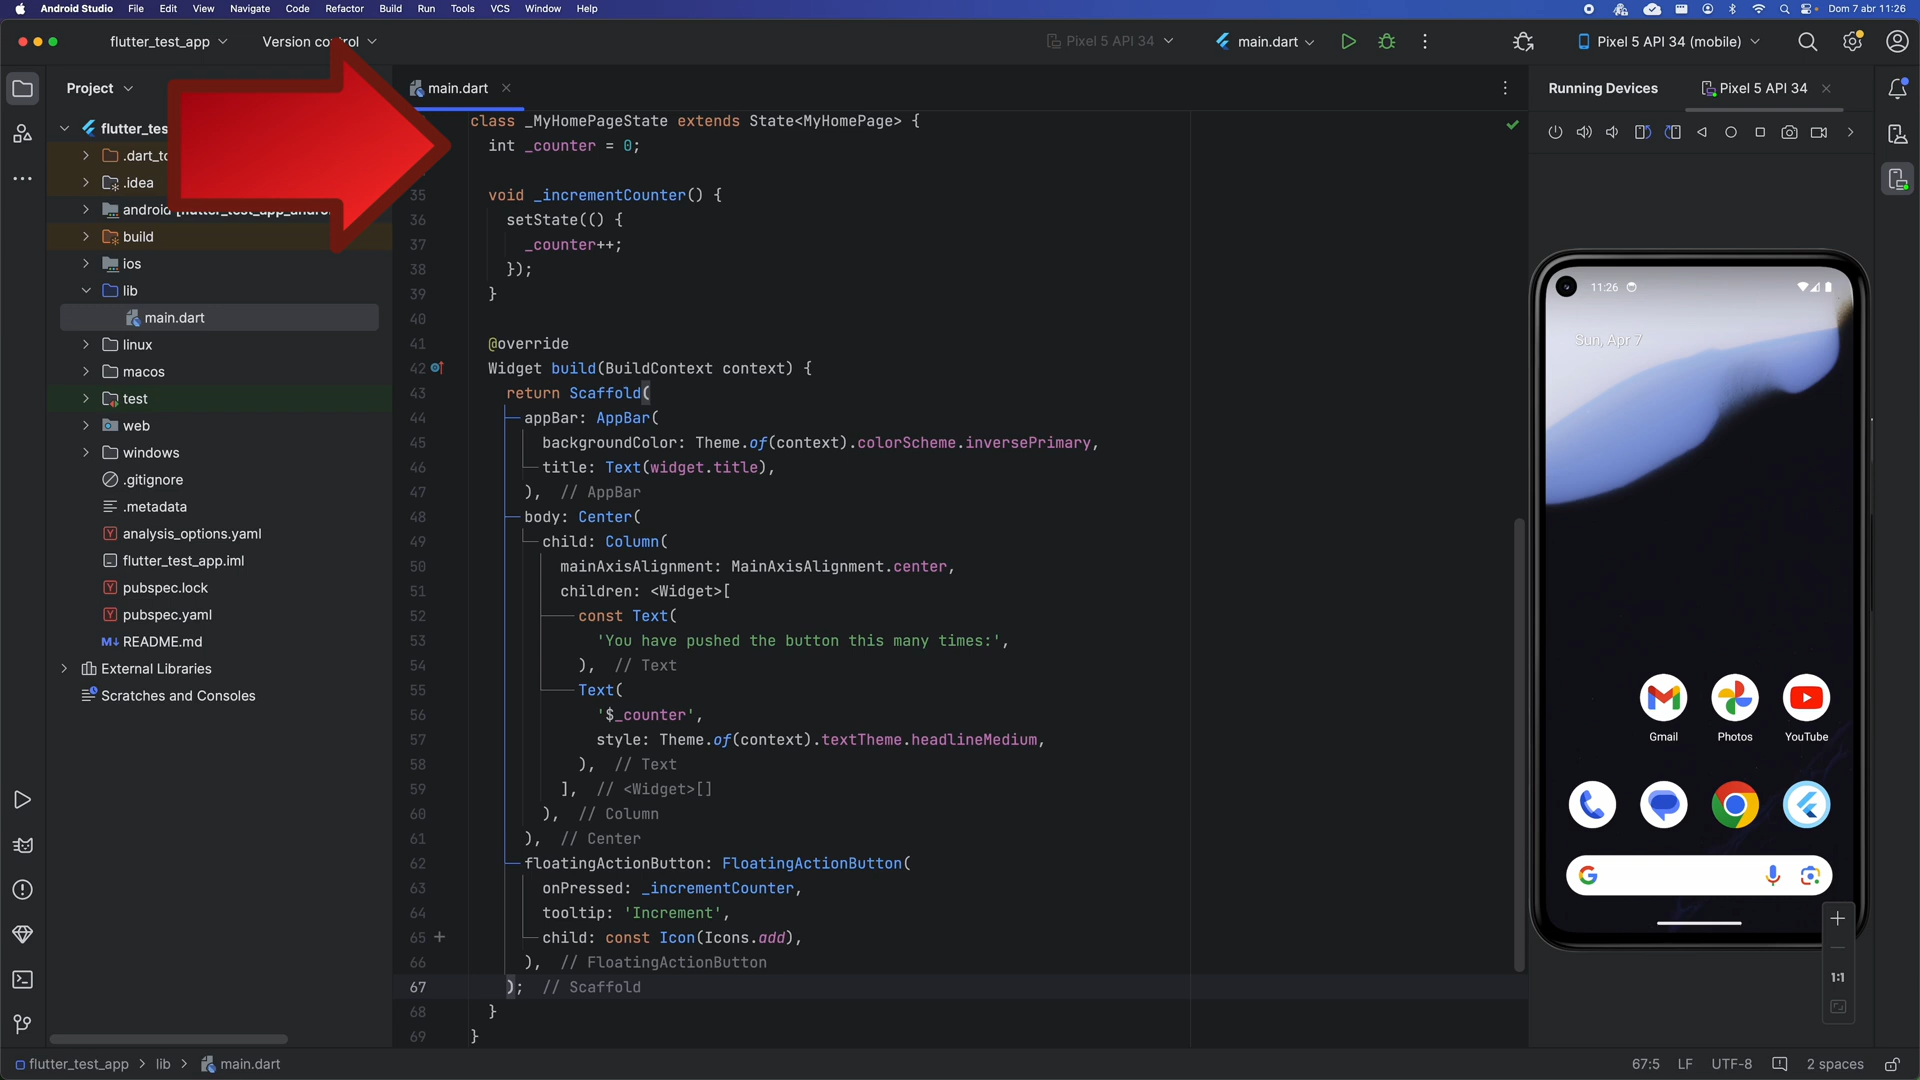 Android Studio File Edit View Navigate Code Refactor Build Run Tools VCS Window Help Dom 7 abr 11:26
flutter_test_app Version control Pixel 5 API 34 main.dart Pixel 5 API 34 (mobile)
Project
flutter_tes
.dart_to
.idea
android
build
ios
lib
main.dart
linux
macos
test
web
windows
.gitignore
.metadata
analysis_options.yaml
flutter_test_app.iml
pubspec.lock
pubspec.yaml
README.md
External Libraries
Scratches and Consoles
main.dart
class _MyHomePageState extends State<MyHomePage> {
int _counter = 0;
35 void _incrementCounter() {
36 setState(() {
37 _counter++;
38 });
39 }
40
41 @override
42 Widget build(BuildContext context) {
43 return Scaffold(
44 appBar: AppBar(
45 backgroundColor: Theme.of(context).colorScheme.inversePrimary,
46 title: Text(widget.title),
47 ), // AppBar
48 body: Center(
49 child: Column(
50 mainAxisAlignment: MainAxisAlignment.center,
51 children: <Widget>[
52 const Text(
53 'You have pushed the button this many times:',
54 ), // Text
55 Text(
56 '$_counter',
57 style: Theme.of(context).textTheme.headlineMedium,
58 ), // Text
59 ], // <Widget>[]
60 ), // Column
61 ), // Center
62 floatingActionButton: FloatingActionButton(
63 onPressed: _incrementCounter,
64 tooltip: 'Increment',
65 child: const Icon(Icons.add),
66 ), // FloatingActionButton
67 ); // Scaffold
68 }
69 }
Running Devices Pixel 5 API 34
11:26
Sun, Apr 7
Gmail Photos YouTube
1:1
flutter_test_app > lib > main.dart 67:5 LF UTF-8 2 spaces